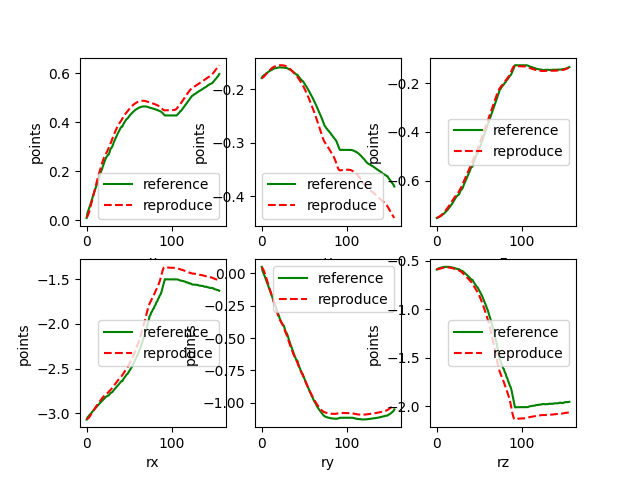 0.6
0.4
0.2
0.0
points
0 100
reference
reproduce
−0.2
−0.3
−0.4
points
0 100
reference
reproduce
−0.2
−0.4
−0.6
points
0 100
reference
reproduce
−1.5
−2.0
−2.5
−3.0
points
0 100
rx
reference
reproduce
0.00
−0.25
−0.50
−0.75
−1.00
points
0 100
ry
reference
reproduce
−0.5
−1.0
−1.5
−2.0
points
0 100
rz
reference
reproduce